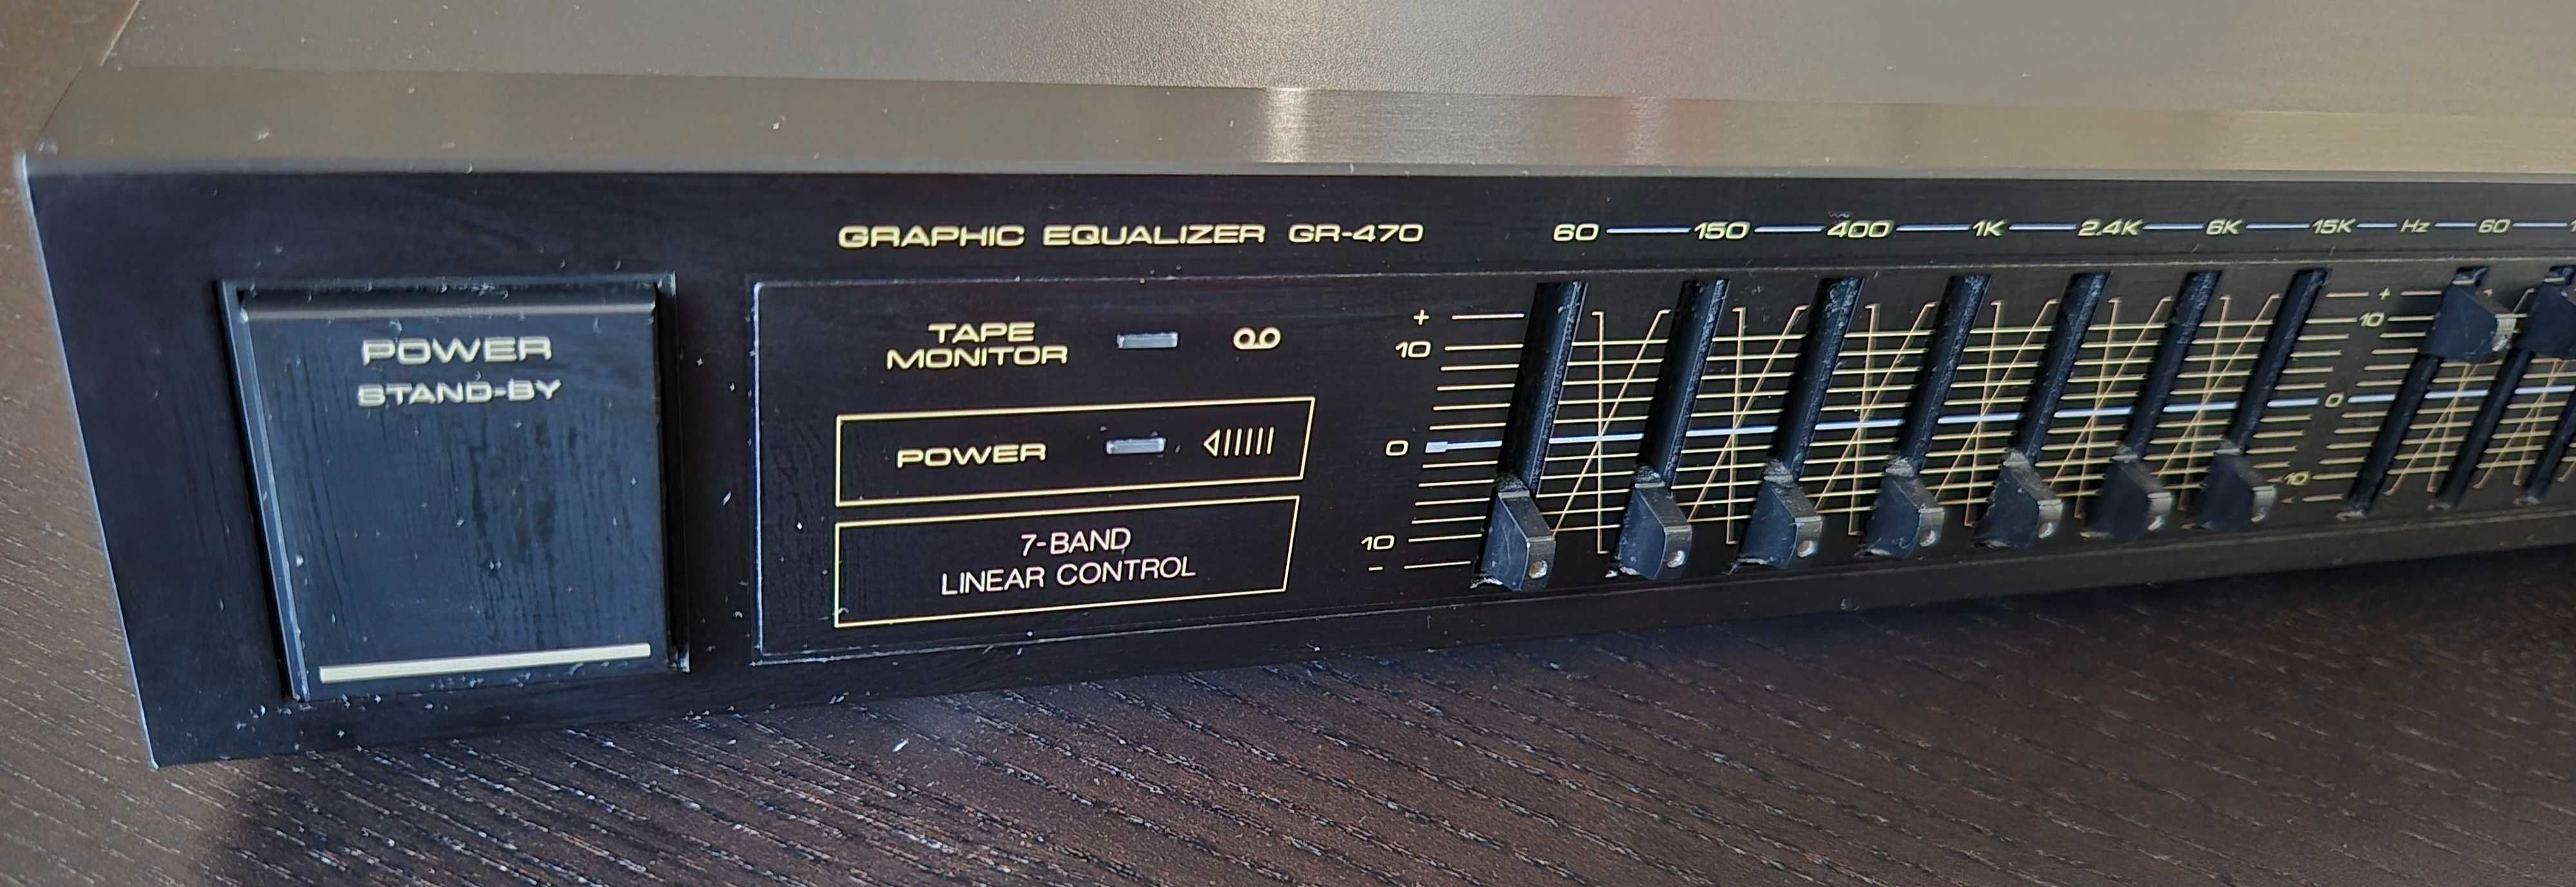 GRAPHIC EQUALIZER GR-470
60 150 400 1K 2.4K 6K 15K Hz 60
POWER
STAND-BY
TAPE
MONITOR
POWER
7-BAND
LINEAR CONTROL
+
10
0
10
-
+
10
0
10